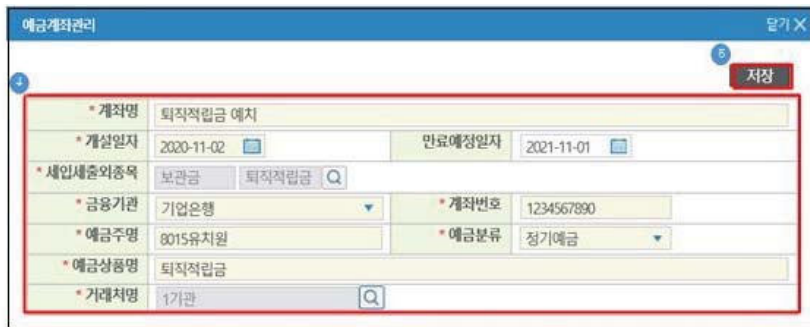 예금계좌관리 닫기 X
5
저장
4
* 계좌명 퇴직적립금 예치
* 개설일자 2020-11-02 만료예정일자 2021-11-01
* 세입세출외종목 보관금 퇴직적립금
* 금융기관 기업은행 * 계좌번호 1234567890
* 예금주명 8015유치원 * 예금분류 정기예금
* 예금상품명 퇴직적립금
* 거래처명 1기관